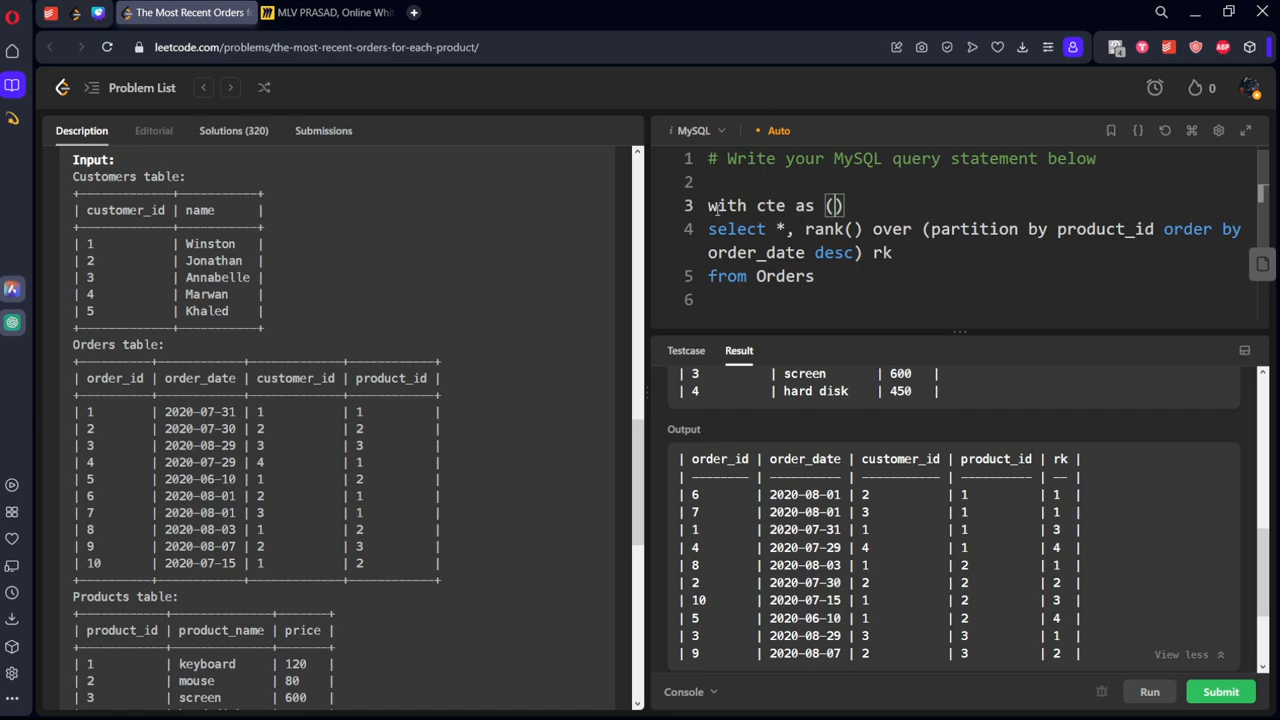 The Most Recent Orders f
MLV PRASAD, Online Whi
leetcode.com/problems/the-most-recent-orders-for-each-product/
Problem List
0
Description
Editorial
Solutions (320)
Submissions
Input:
Customers table:
+-------------+-----------+
| customer_id | name |
+-------------+-----------+
| 1 | Winston |
| 2 | Jonathan |
| 3 | Annabelle |
| 4 | Marwan |
| 5 | Khaled |
+-------------+-----------+
Orders table:
+----------+------------+-------------+------------+
| order_id | order_date | customer_id | product_id |
+----------+------------+-------------+------------+
| 1 | 2020-07-31 | 1 | 1 |
| 2 | 2020-07-30 | 2 | 2 |
| 3 | 2020-08-29 | 3 | 3 |
| 4 | 2020-07-29 | 4 | 1 |
| 5 | 2020-06-10 | 1 | 2 |
| 6 | 2020-08-01 | 2 | 1 |
| 7 | 2020-08-01 | 3 | 1 |
| 8 | 2020-08-03 | 1 | 2 |
| 9 | 2020-08-07 | 2 | 3 |
| 10 | 2020-07-15 | 1 | 2 |
+----------+------------+-------------+------------+
Products table:
+------------+--------------+-------+
| product_id | product_name | price |
+------------+--------------+-------+
| 1 | keyboard | 120 |
| 2 | mouse | 80 |
| 3 | screen | 600 |
MySQL
Auto
1 # Write your MySQL query statement below
2
3 with cte as ()
4 select *, rank() over (partition by product_id order by
order_date desc) rk
5 from Orders
6
Testcase
Result
| 3 | screen | 600 |
| 4 | hard disk | 450 |
Output
| order_id | order_date | customer_id | product_id | rk |
| -------- | ---------- | ----------- | ---------- | -- |
| 6 | 2020-08-01 | 2 | 1 | 1 |
| 7 | 2020-08-01 | 3 | 1 | 1 |
| 1 | 2020-07-31 | 1 | 1 | 3 |
| 4 | 2020-07-29 | 4 | 1 | 4 |
| 8 | 2020-08-03 | 1 | 2 | 1 |
| 2 | 2020-07-30 | 2 | 2 | 2 |
| 10 | 2020-07-15 | 1 | 2 | 3 |
| 5 | 2020-06-10 | 1 | 2 | 4 |
| 3 | 2020-08-29 | 3 | 3 | 1 |
| 9 | 2020-08-07 | 2 | 3 | 2 |
View less
Console
Run
Submit